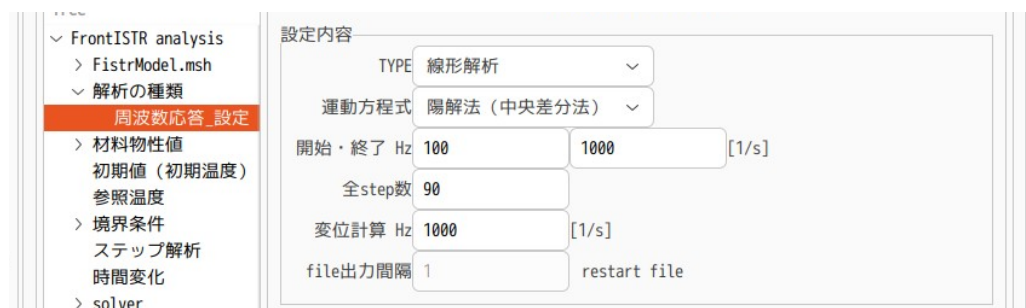 FrontISTR analysis
FistrModel.msh
解析の種類
周波数応答_設定
材料物性値
初期値（初期温度）
参照温度
境界条件
ステップ解析
時間変化
solver
設定内容
TYPE 線形解析
運動方程式 陽解法（中央差分法）
開始・終了 Hz 100 1000 [1/s]
全step数 90
変位計算 Hz 1000 [1/s]
file出力間隔 1 restart file